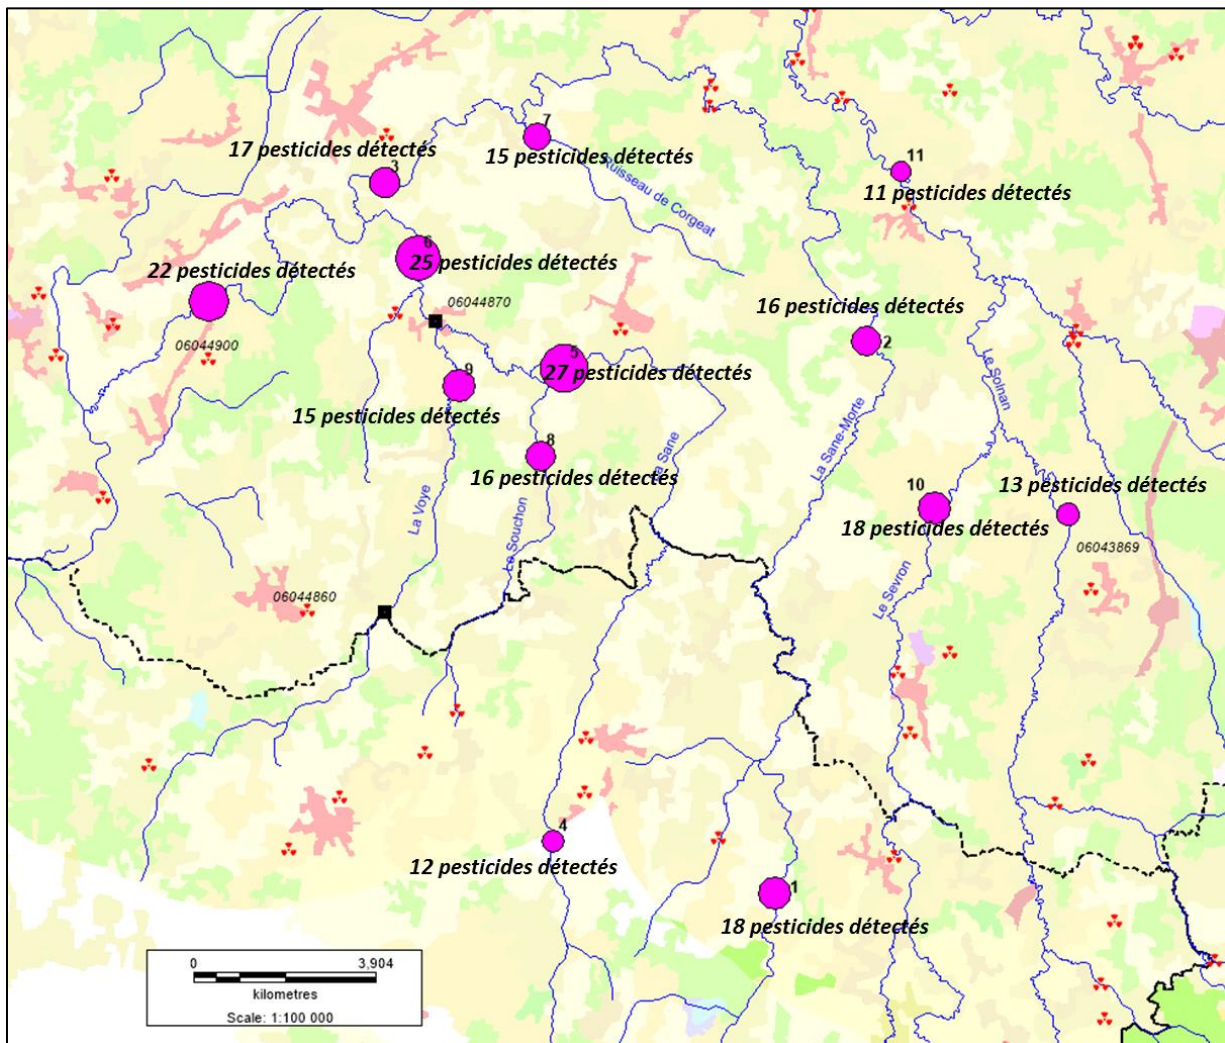 7
17 pesticides détectés
15 pesticides détectés
3
Ruisseau de Corgeat
11
11 pesticides détectés
6
25 pesticides détectés
22 pesticides détectés
06044870
06044900
16 pesticides détectés
2
5
27 pesticides détectés
Le Solnan
9
15 pesticides détectés
8
16 pesticides détectés
La Sane
La Sane-Morte
La Voye
Le Souchon
10
18 pesticides détectés
13 pesticides détectés
06043869
Le Sevron
06044860
4
12 pesticides détectés
1
18 pesticides détectés
0 3,904
kilometres
Scale: 1:100 000